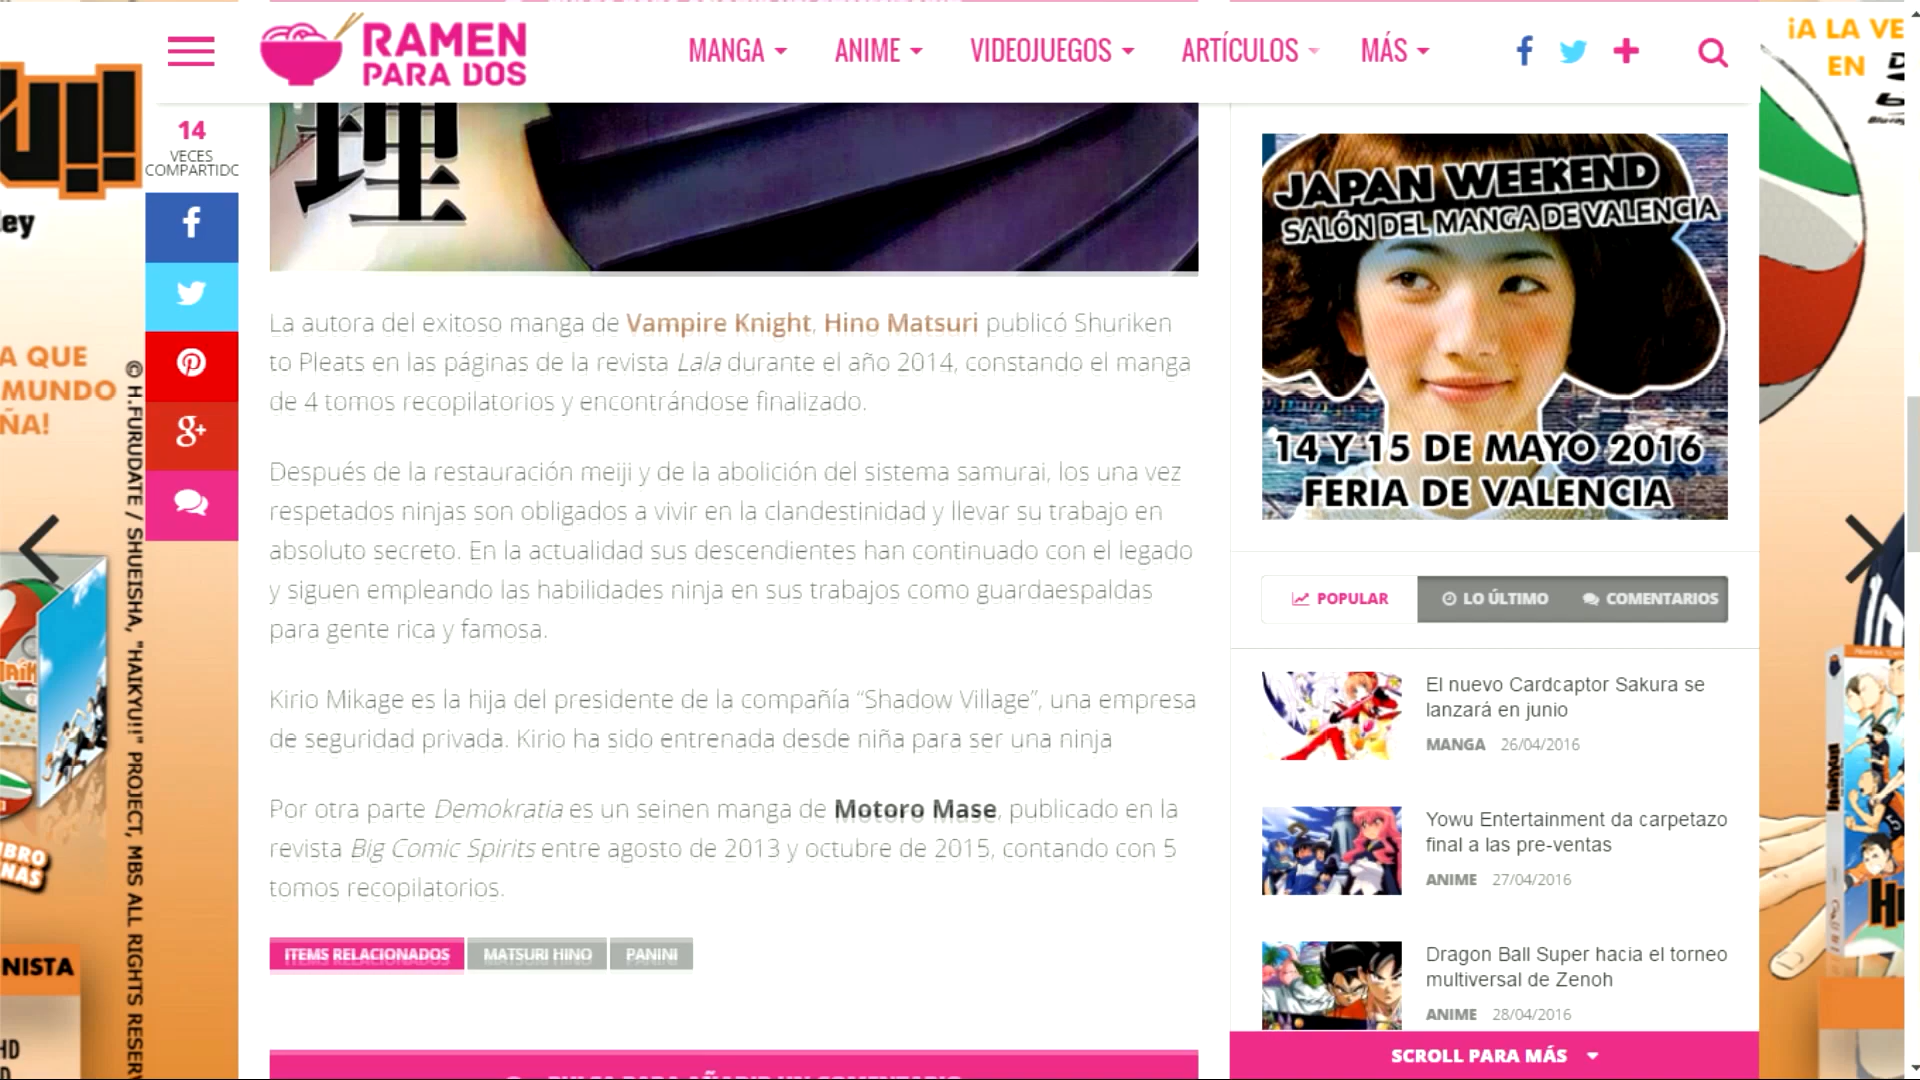 RAMEN
PARA DOS
MANGA
ANIME
VIDEOJUEGOS
ARTÍCULOS
MÁS
¡A LA VE
EN
14
VECES
COMPARTIDO
ey
A QUE
MUNDO
ÑA!
© H.FURUDATE / SHUEISHA, "HAIKYU!!" PROJECT, MBS ALL RIGHTS RESERV
NISTA
HD
理
La autora del exitoso manga de Vampire Knight, Hino Matsuri publicó Shuriken
to Pleats en las páginas de la revista Lala durante el año 2014, constando el manga
de 4 tomos recopilatorios y encontrándose finalizado.
Después de la restauración meiji y de la abolición del sistema samurai, los una vez
respetados ninjas son obligados a vivir en la clandestinidad y llevar su trabajo en
absoluto secreto. En la actualidad sus descendientes han continuado con el legado
y siguen empleando las habilidades ninja en sus trabajos como guardaespaldas
para gente rica y famosa.
Kirio Mikage es la hija del presidente de la compañía “Shadow Village”, una empresa
de seguridad privada. Kirio ha sido entrenada desde niña para ser una ninja
Por otra parte Demokratia es un seinen manga de Motoro Mase, publicado en la
revista Big Comic Spirits entre agosto de 2013 y octubre de 2015, contando con 5
tomos recopilatorios.
ITEMS RELACIONADOS
MATSURI HINO
PANINI
JAPAN WEEKEND
SALÓN DEL MANGA DE VALENCIA
14 Y 15 DE MAYO 2016
FERIA DE VALENCIA
POPULAR
LO ÚLTIMO
COMENTARIOS
El nuevo Cardcaptor Sakura se
lanzará en junio
MANGA 26/04/2016
Yowu Entertainment da carpetazo
final a las pre-ventas
ANIME 27/04/2016
Dragon Ball Super hacia el torneo
multiversal de Zenoh
ANIME 28/04/2016
SCROLL PARA MÁS